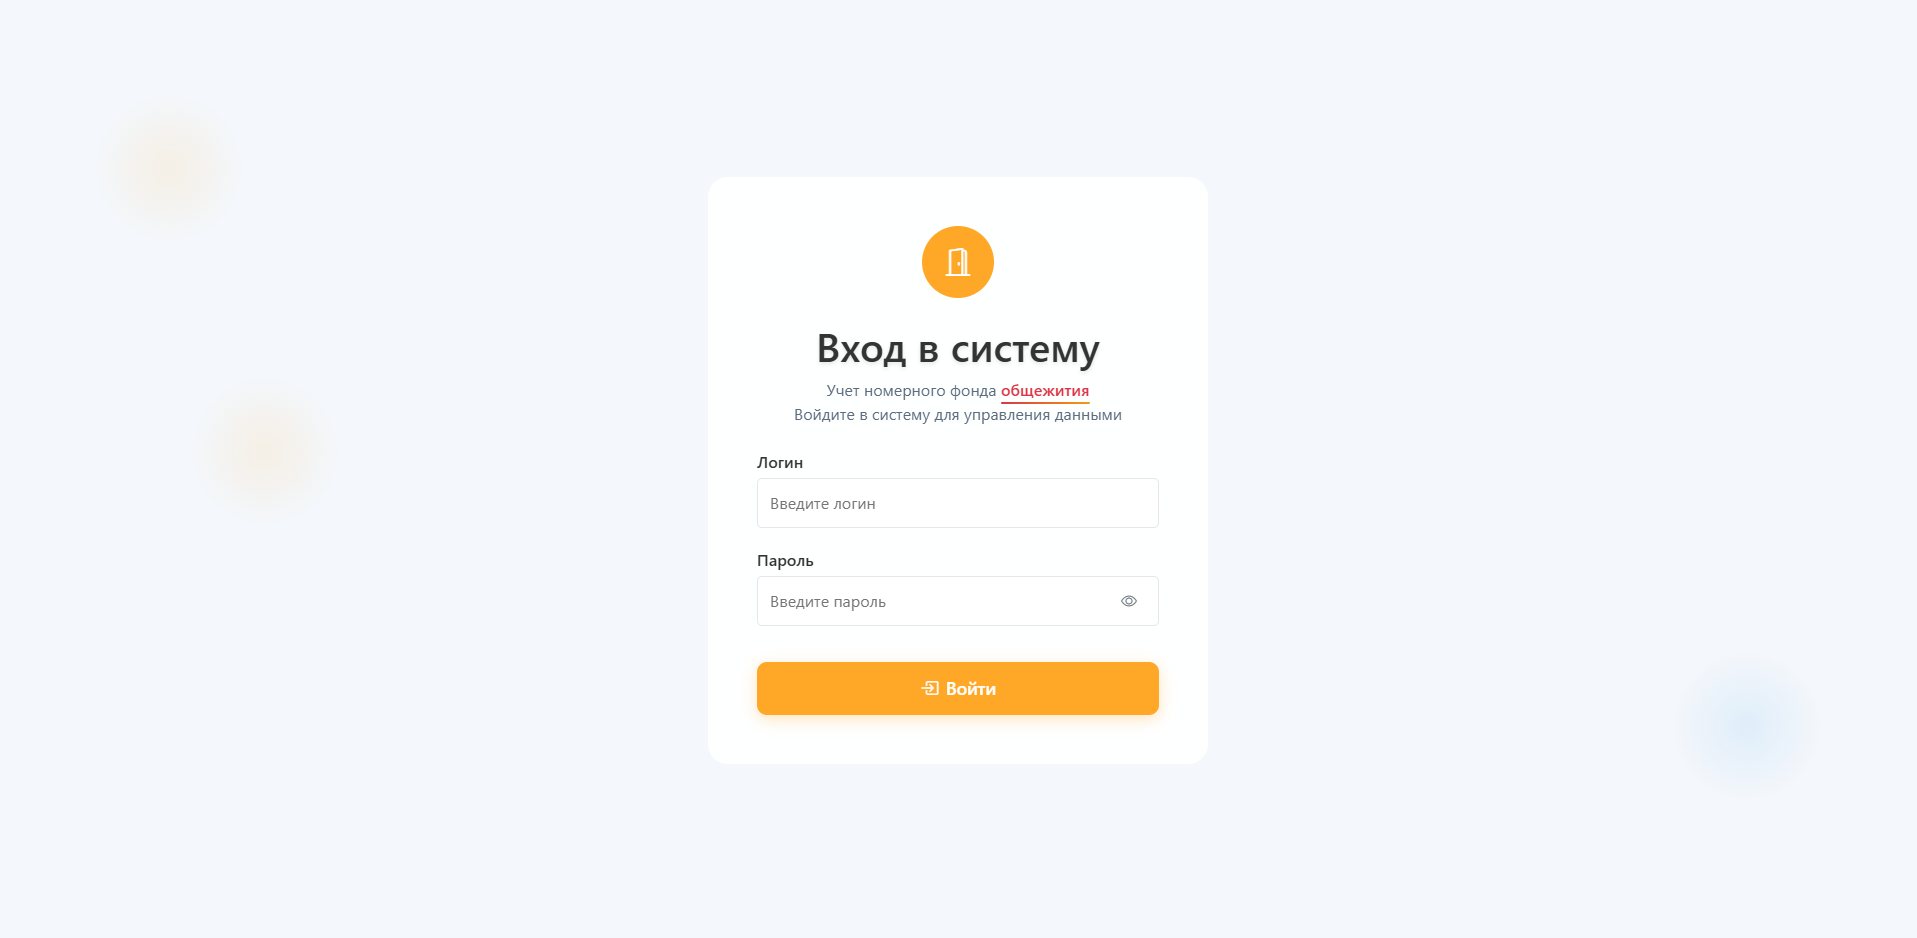 Вход в систему
Учет номерного фонда общежития
Войдите в систему для управления данными
Логин
Введите логин
Пароль
Введите пароль
Войти